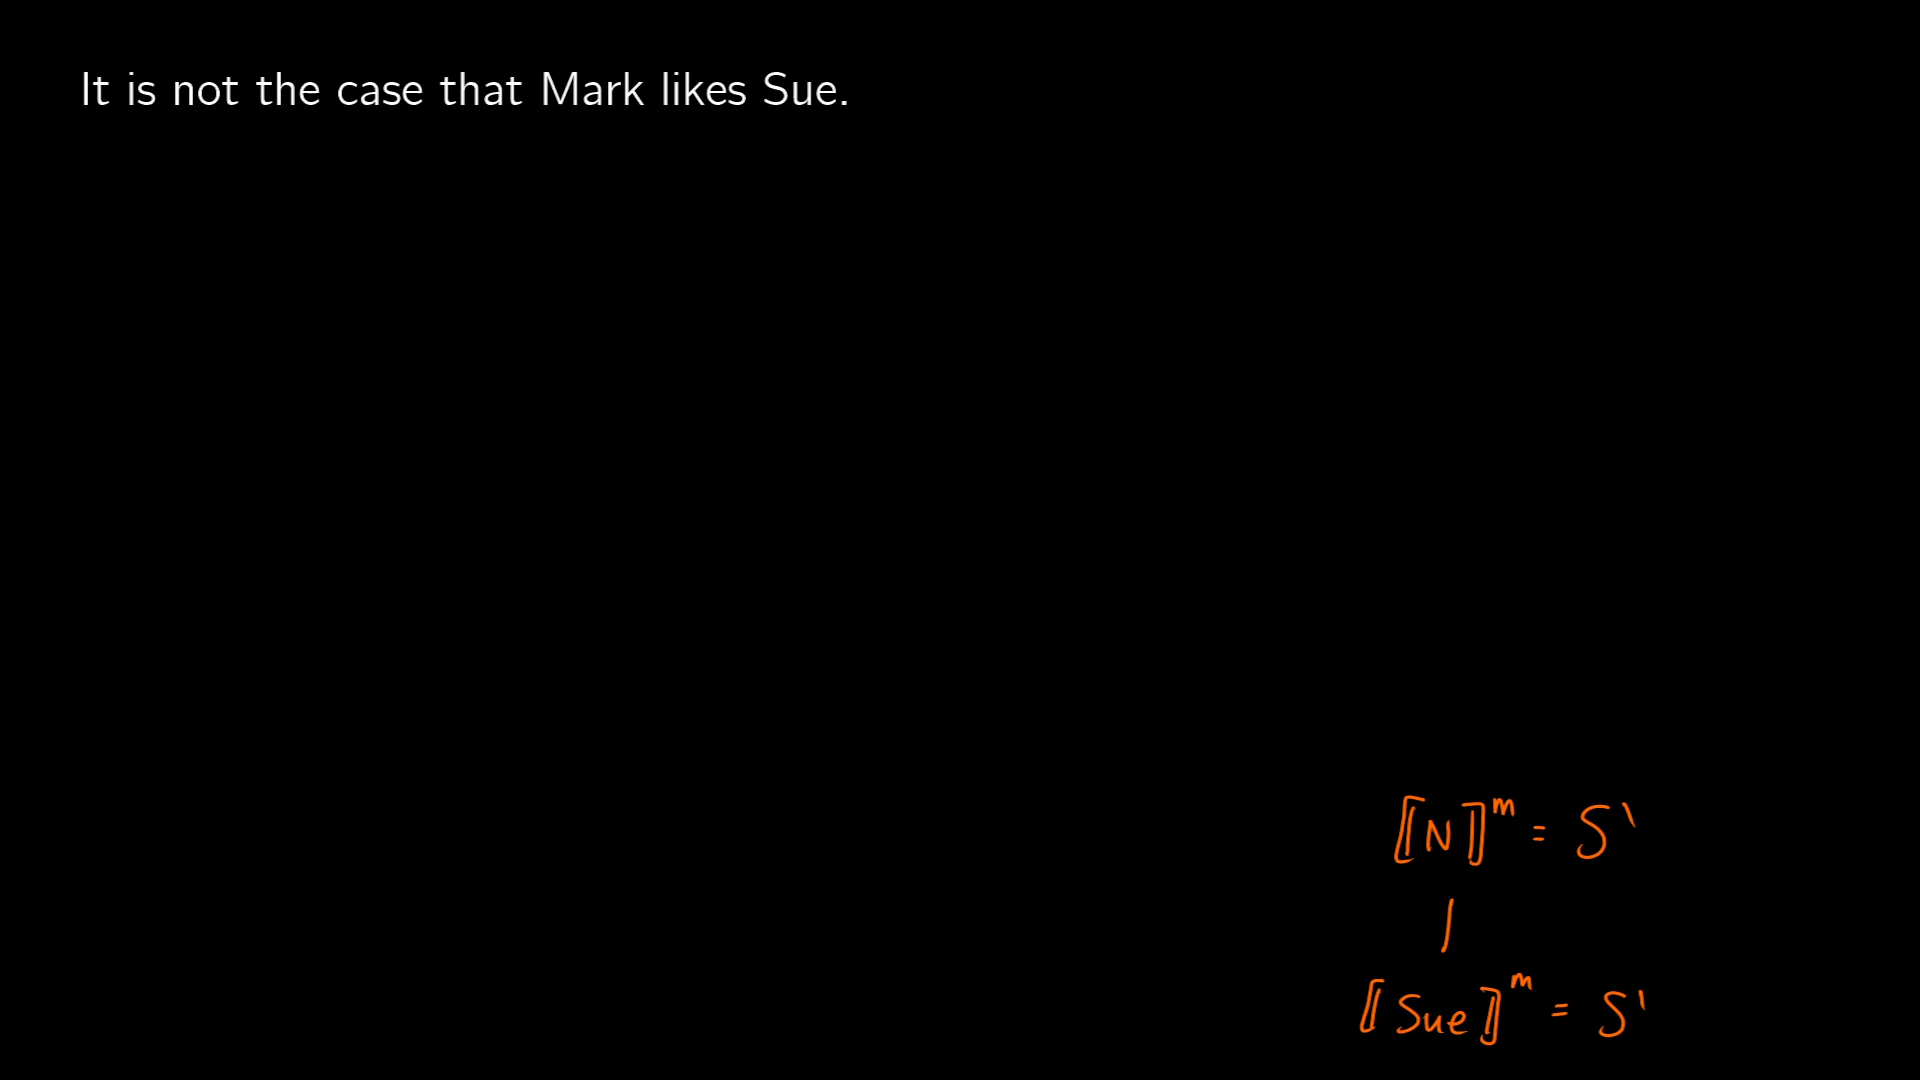 It is not the case that Mark likes Sue.
⟦N⟧ᵐ = S'
|
⟦Sue⟧ᵐ = S'